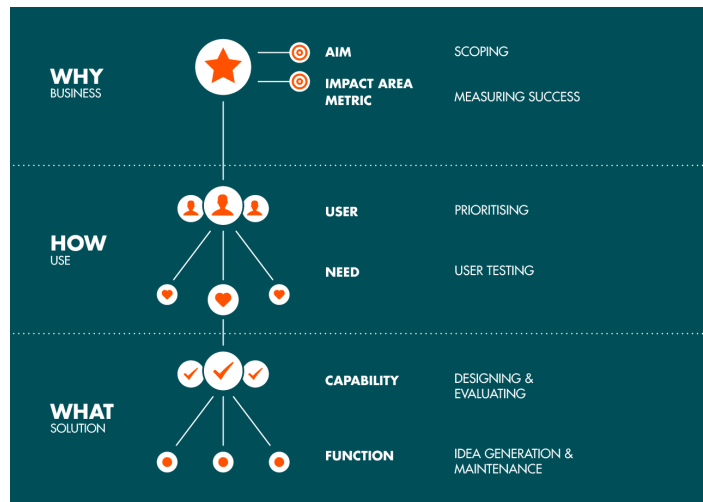 WHY
BUSINESS
AIM
SCOPING
IMPACT AREA
METRIC
MEASURING SUCCESS
HOW
USE
USER
PRIORITISING
NEED
USER TESTING
WHAT
SOLUTION
CAPABILITY
DESIGNING &
EVALUATING
FUNCTION
IDEA GENERATION &
MAINTENANCE